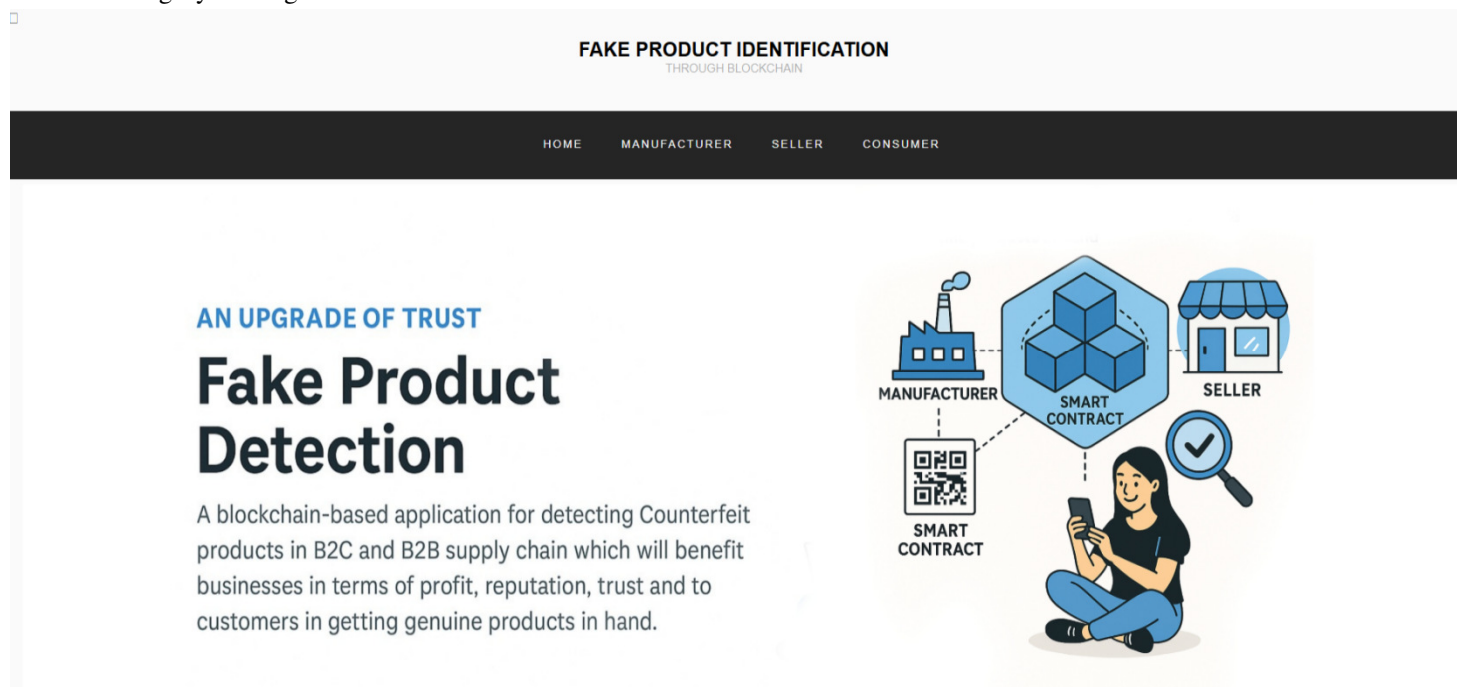 FAKE PRODUCT IDENTIFICATION
THROUGH BLOCKCHAIN
HOME MANUFACTURER SELLER CONSUMER
AN UPGRADE OF TRUST
Fake Product
Detection
A blockchain-based application for detecting Counterfeit
products in B2C and B2B supply chain which will benefit
businesses in terms of profit, reputation, trust and to
customers in getting genuine products in hand.
MANUFACTURER
SMART
CONTRACT
SELLER
SMART
CONTRACT